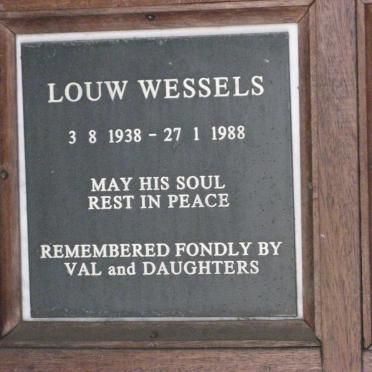 LOUW WESSELS
3 8 1938 - 27 1 1988
MAY HIS SOUL
REST IN PEACE
REMEMBERED FONDLY BY
VAL and DAUGHTERS